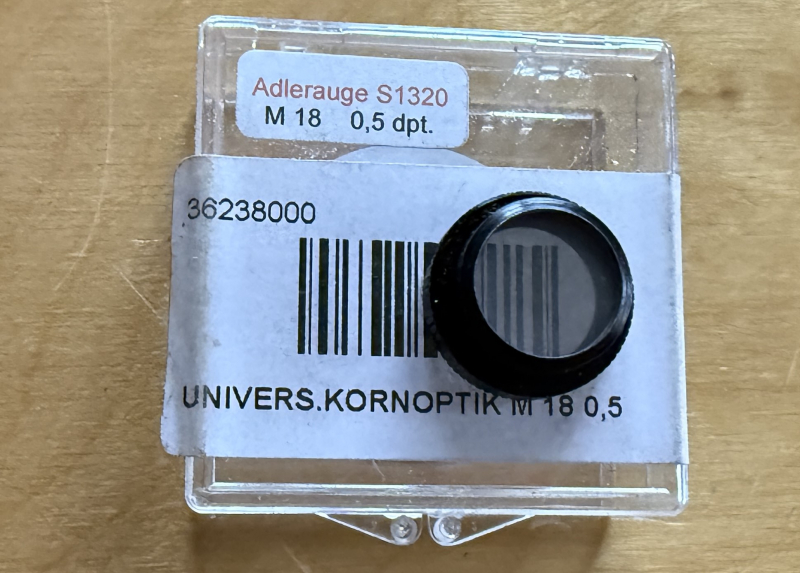 Adlerauge S1320
M 18 0,5 dpt.
36238000
UNIVERS.KORNOPTIK M 18 0,5